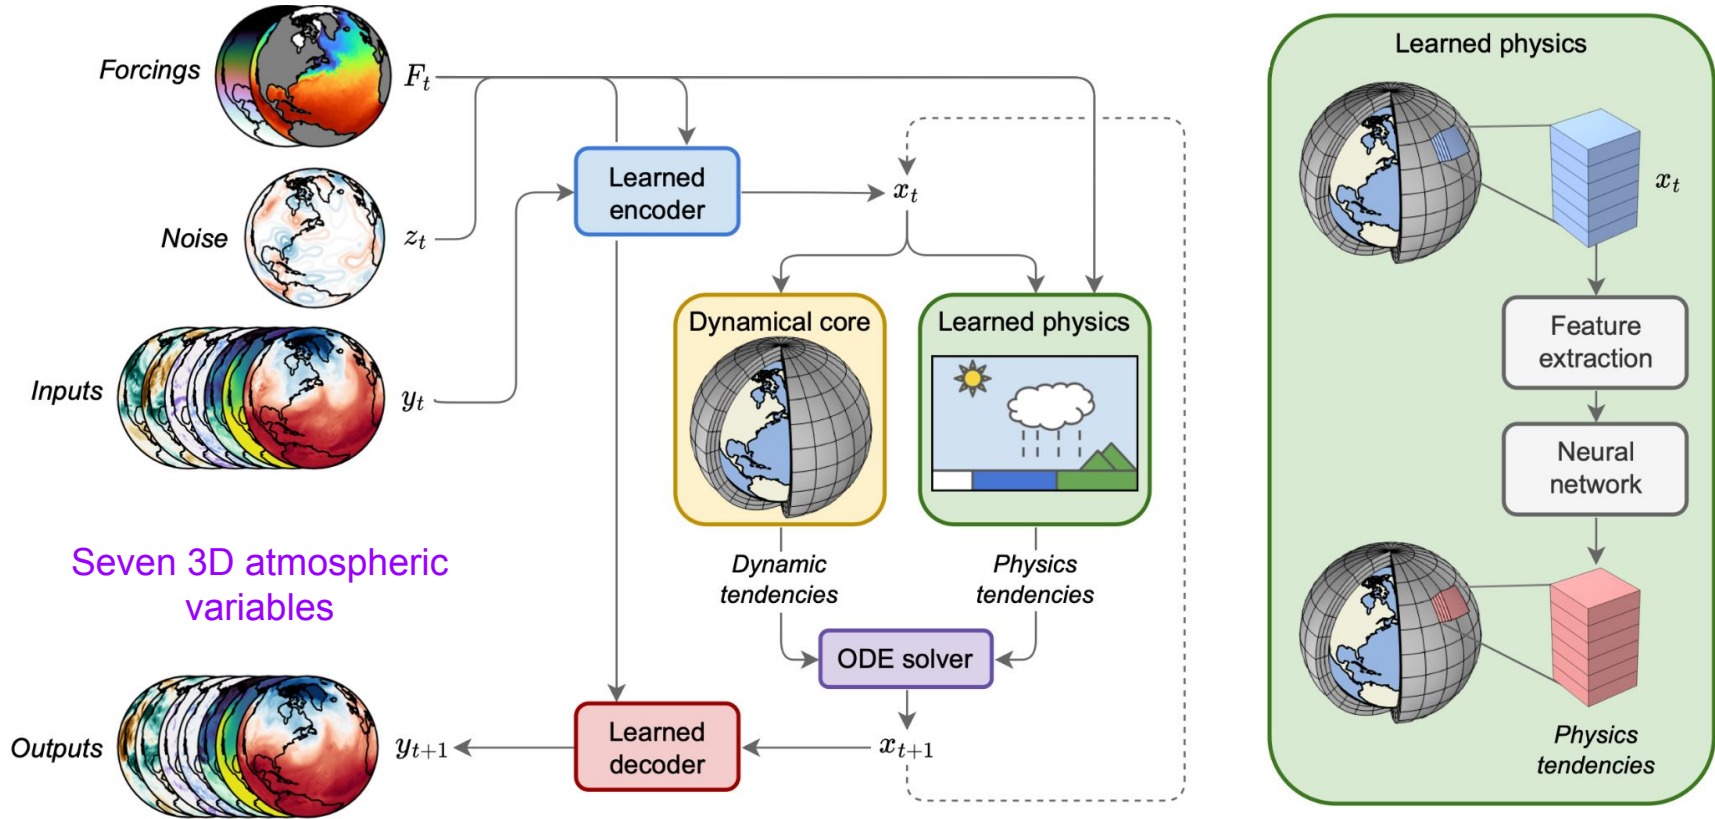 Forcings
F_t
Noise
z_t
Inputs
y_t
Seven 3D atmospheric
variables
Outputs
y_{t+1}
Learned
encoder
x_t
Dynamical core
Learned physics
Dynamic
tendencies
Physics
tendencies
ODE solver
Learned
decoder
x_{t+1}
Learned physics
x_t
Feature
extraction
Neural
network
Physics
tendencies